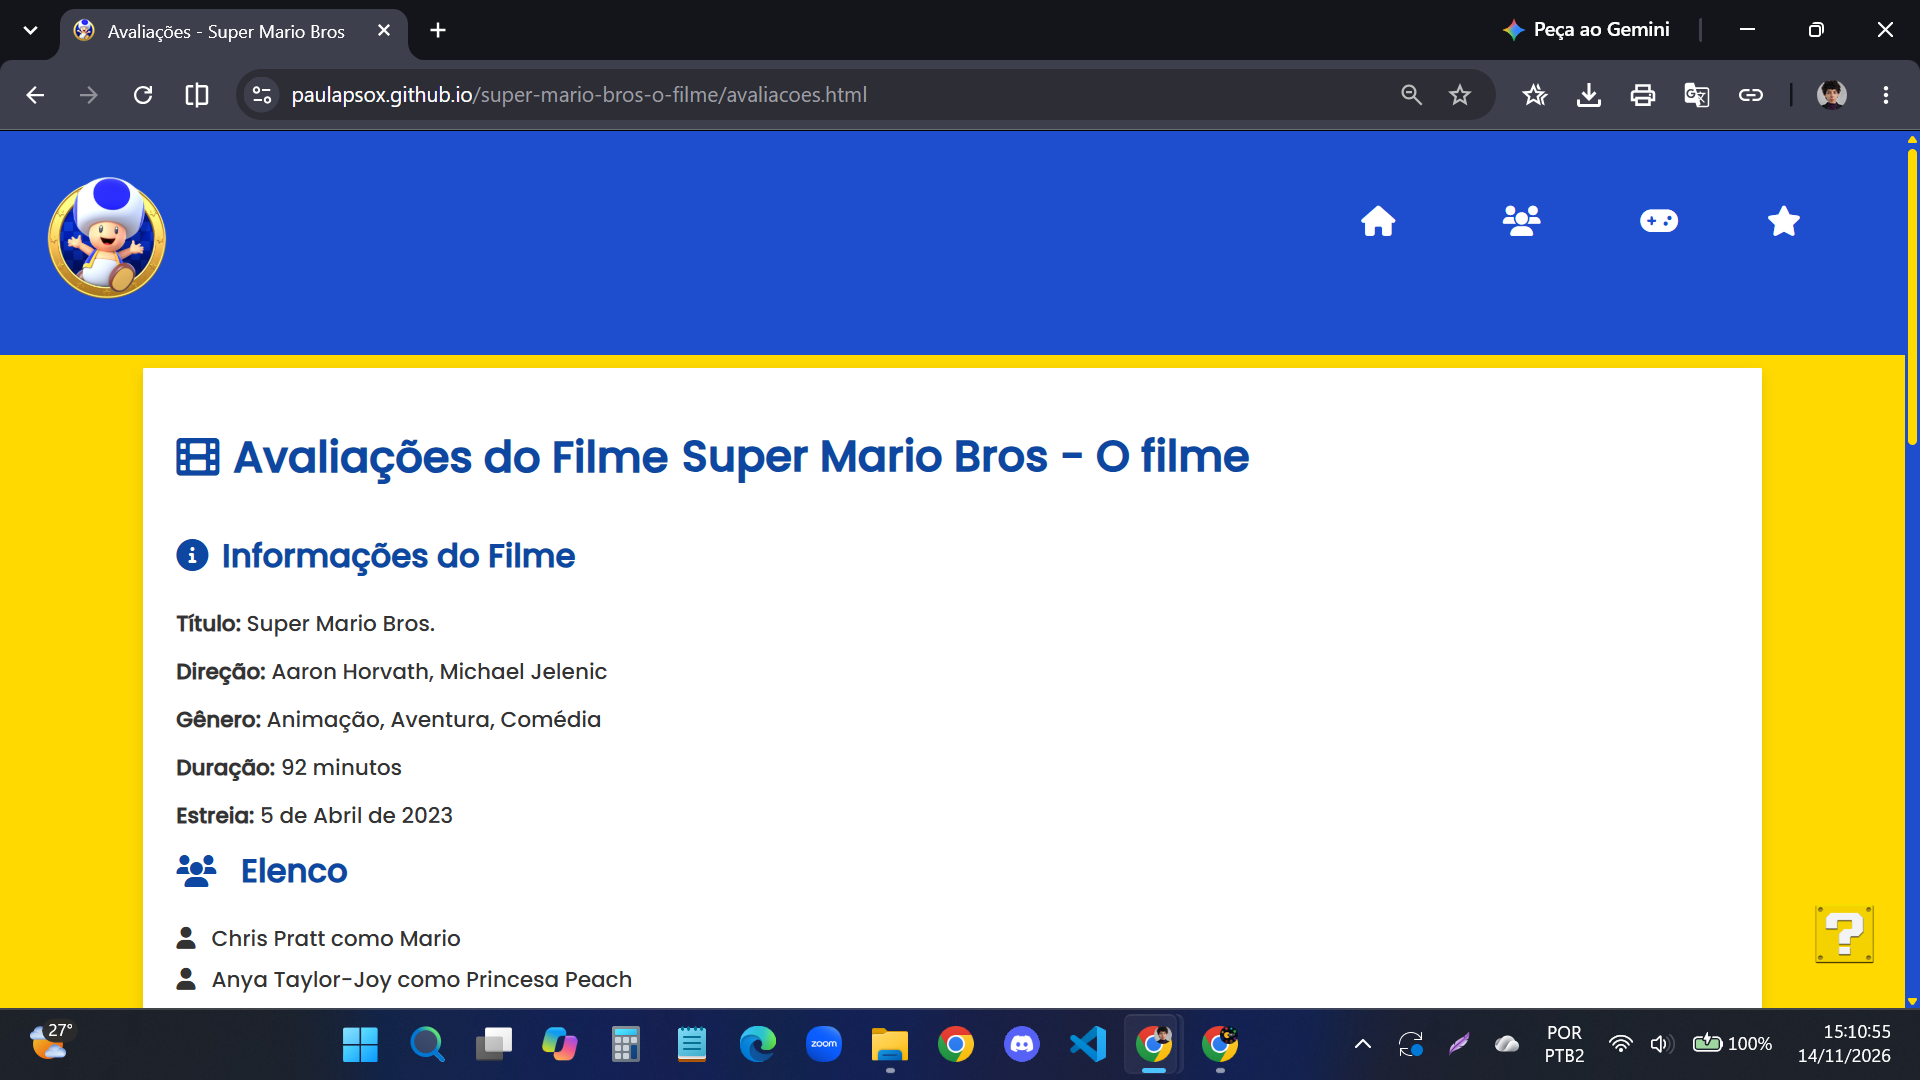 Avaliações - Super Mario Bros
Peça ao Gemini
paulapsox.github.io/super-mario-bros-o-filme/avaliacoes.html
Avaliações do Filme Super Mario Bros - O filme
Informações do Filme
Título: Super Mario Bros.
Direção: Aaron Horvath, Michael Jelenic
Gênero: Animação, Aventura, Comédia
Duração: 92 minutos
Estreia: 5 de Abril de 2023
Elenco
Chris Pratt como Mario
Anya Taylor-Joy como Princesa Peach
?
27°
zoom
POR
PTB2
100%
15:10:55
14/11/2026